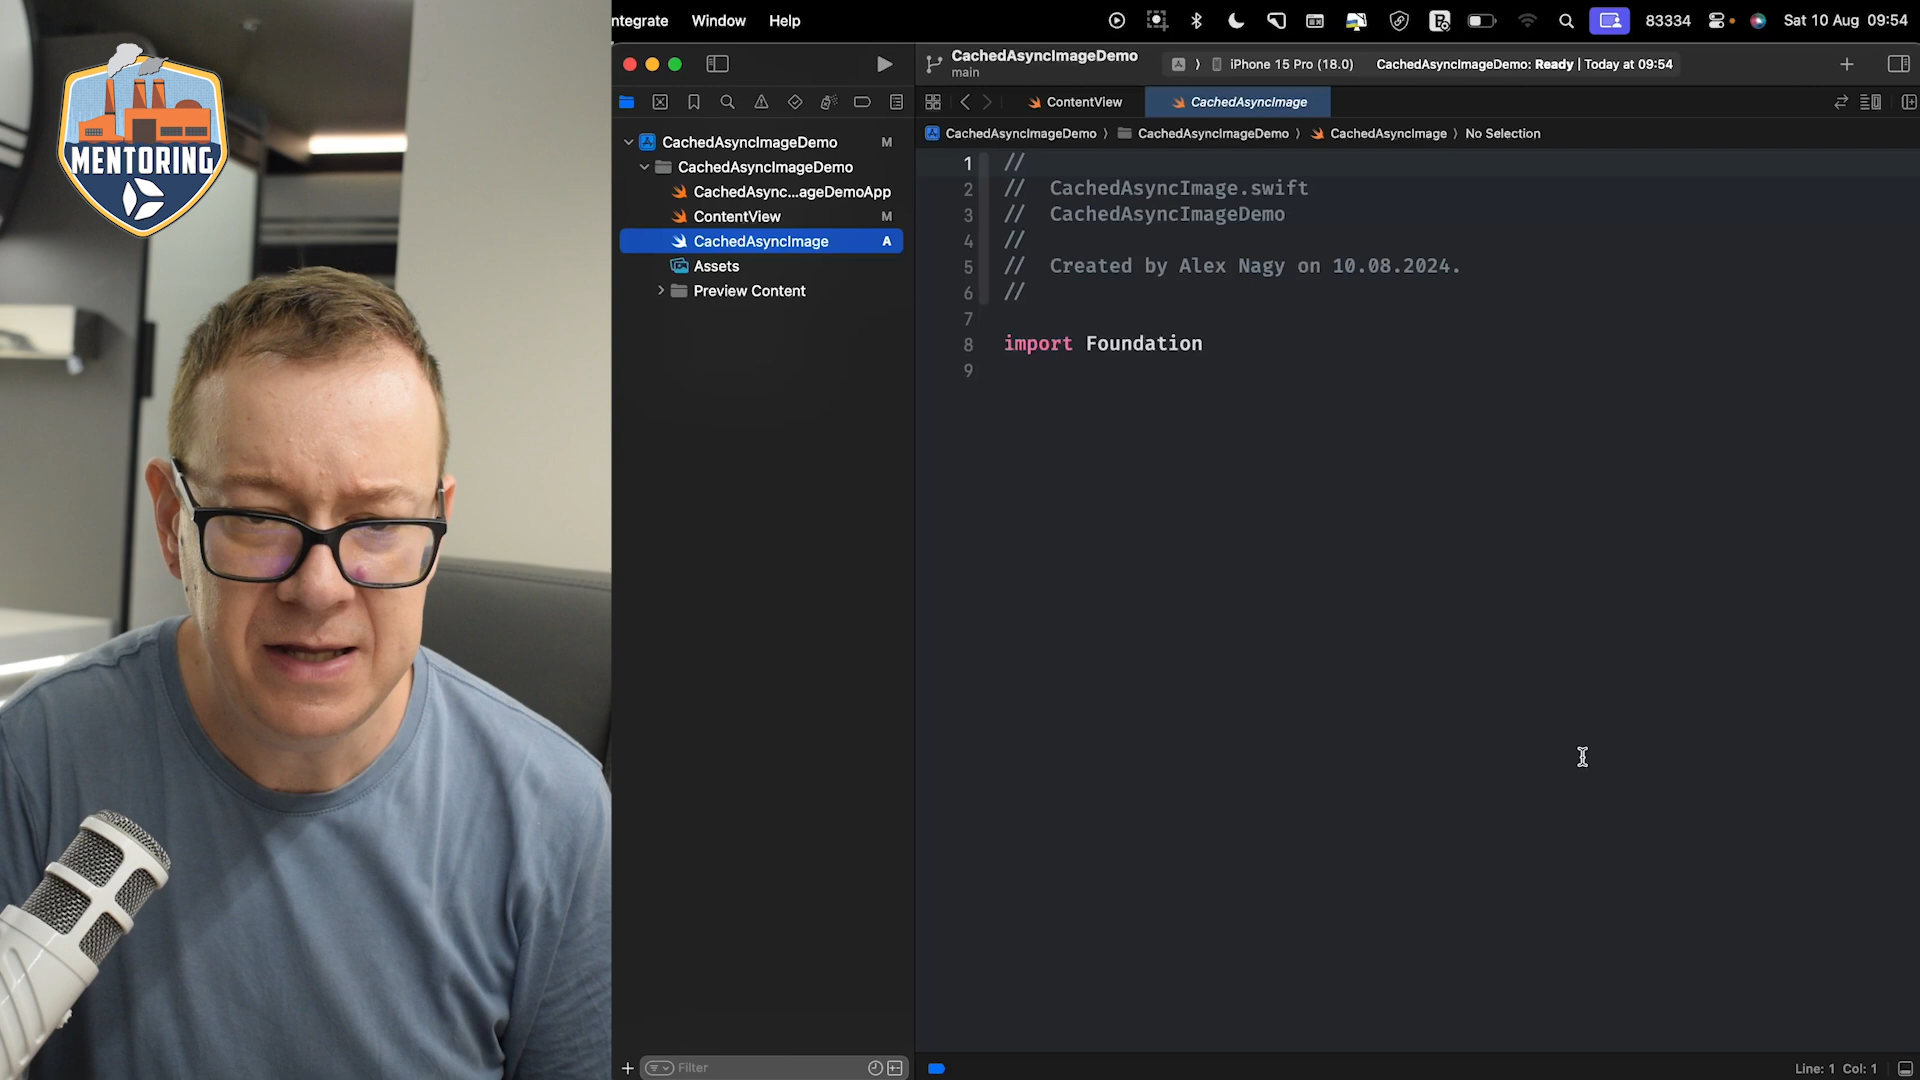 MENTORING
ntegrate Window Help
83334 Sat 10 Aug 09:54
CachedAsyncImageDemo
main
iPhone 15 Pro (18.0)
CachedAsyncImageDemo: Ready | Today at 09:54
ContentView
CachedAsyncImage
CachedAsyncImageDemo 〉 CachedAsyncImageDemo 〉 CachedAsyncImage 〉 No Selection
CachedAsyncImageDemo M
CachedAsyncImageDemo
CachedAsync...ageDemoApp
ContentView M
CachedAsyncImage A
Assets
Preview Content
1 //
2 // CachedAsyncImage.swift
3 // CachedAsyncImageDemo
4 //
5 // Created by Alex Nagy on 10.08.2024.
6 //
7
8 import Foundation
9
Filter
Line: 1 Col: 1